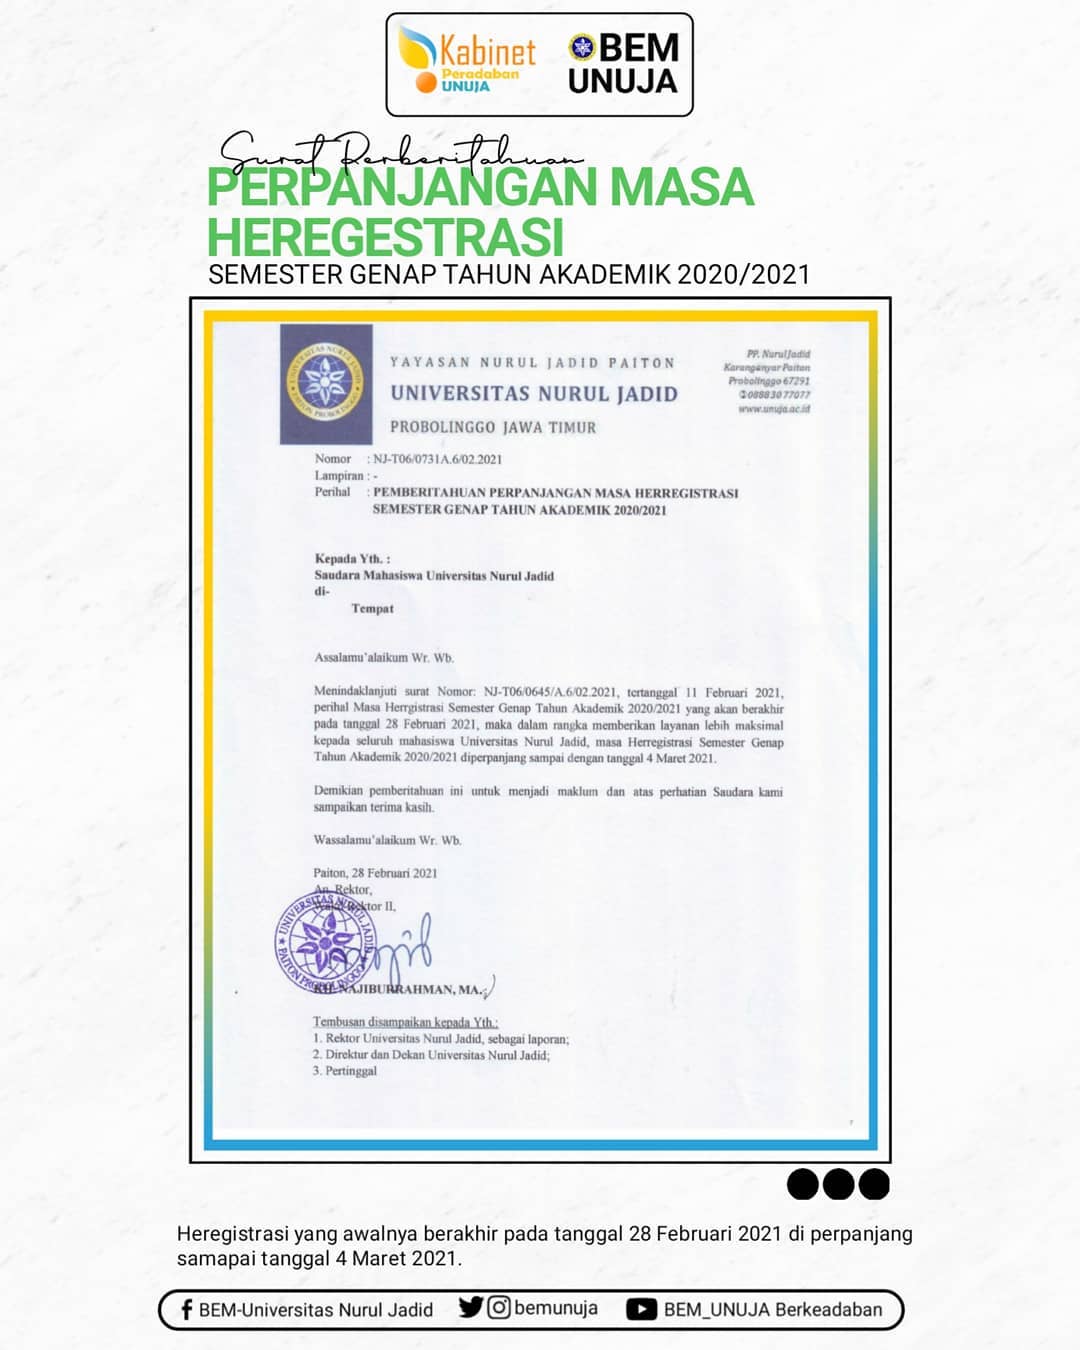 Kabinet
Peradaban
UNUJA
BEM
UNUJA
Surat Perberitahuan
PERPANJANGAN MASA
HEREGESTRASI
SEMESTER GENAP TAHUN AKADEMIK 2020/2021
YAYASAN NURUL JADID PAITON
UNIVERSITAS NURUL JADID
PROBOLINGGO JAWA TIMUR
PP. Nurul Jadid
Karanganyar Paiton
Probolinggo 67291
✆088830 77077
www.unuja.ac.id
UNIVERSITAS NURUL JADID
PAITON PROBOLINGGO
Nomor : NJ-T06/0731A.6/02.2021
Lampiran : -
Perihal : PEMBERITAHUAN PERPANJANGAN MASA HERREGISTRASI
SEMESTER GENAP TAHUN AKADEMIK 2020/2021
Kepada Yth. :
Saudara Mahasiswa Universitas Nurul Jadid
di-
Tempat
Assalamu'alaikum Wr. Wb.
Menindaklanjuti surat Nomor: NJ-T06/0645/A.6/02.2021, tertanggal 11 Februari 2021,
perihal Masa Herrgistrasi Semester Genap Tahun Akademik 2020/2021 yang akan berakhir
pada tanggal 28 Februari 2021, maka dalam rangka memberikan layanan lebih maksimal
kepada seluruh mahasiswa Universitas Nurul Jadid, masa Herregistrasi Semester Genap
Tahun Akademik 2020/2021 diperpanjang sampai dengan tanggal 4 Maret 2021.
Demikian pemberitahuan ini untuk menjadi maklum dan atas perhatian Saudara kami
sampaikan terima kasih.
Wassalamu'alaikum Wr. Wb.
Paiton, 28 Februari 2021
An. Rektor,
Wakil Rektor II,
UNIVERSITAS NURUL JADID
PAITON PROBOLINGGO
KH. NAJIBURRAHMAN, MA.
Tembusan disampaikan kepada Yth.:
1. Rektor Universitas Nurul Jadid, sebagai laporan;
2. Direktur dan Dekan Universitas Nurul Jadid;
3. Pertinggal
Heregistrasi yang awalnya berakhir pada tanggal 28 Februari 2021 di perpanjang
samapai tanggal 4 Maret 2021.
BEM-Universitas Nurul Jadid bemunuja BEM_UNUJA Berkeadaban